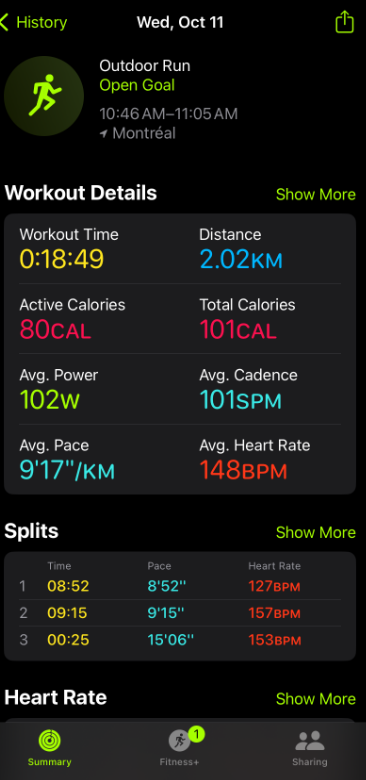 History
Wed, Oct 11
Outdoor Run
Open Goal
10:46 AM–11:05 AM
Montréal
Workout Details Show More
Workout Time Distance
0:18:49 2.02KM
Active Calories Total Calories
80CAL 101CAL
Avg. Power Avg. Cadence
102W 101SPM
Avg. Pace Avg. Heart Rate
9'17"/KM 148BPM
Splits Show More
Time Pace Heart Rate
1 08:52 8'52'' 127BPM
2 09:15 9'15'' 157BPM
3 00:25 15'06'' 153BPM
Heart Rate Show More
1
Summary Fitness+ Sharing